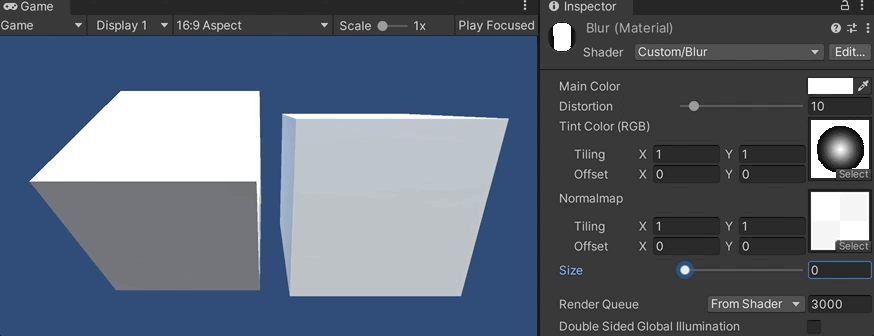 Game
Game Display 1 16:9 Aspect Scale 1x Play Focused
Inspector
Blur (Material)
Shader Custom/Blur Edit...
Main Color
Distortion 10
Tint Color (RGB)
Tiling X 1 Y 1
Offset X 0 Y 0
Select
Normalmap
Tiling X 1 Y 1
Offset X 0 Y 0
Select
Size 0
Render Queue From Shader 3000
Double Sided Global Illumination